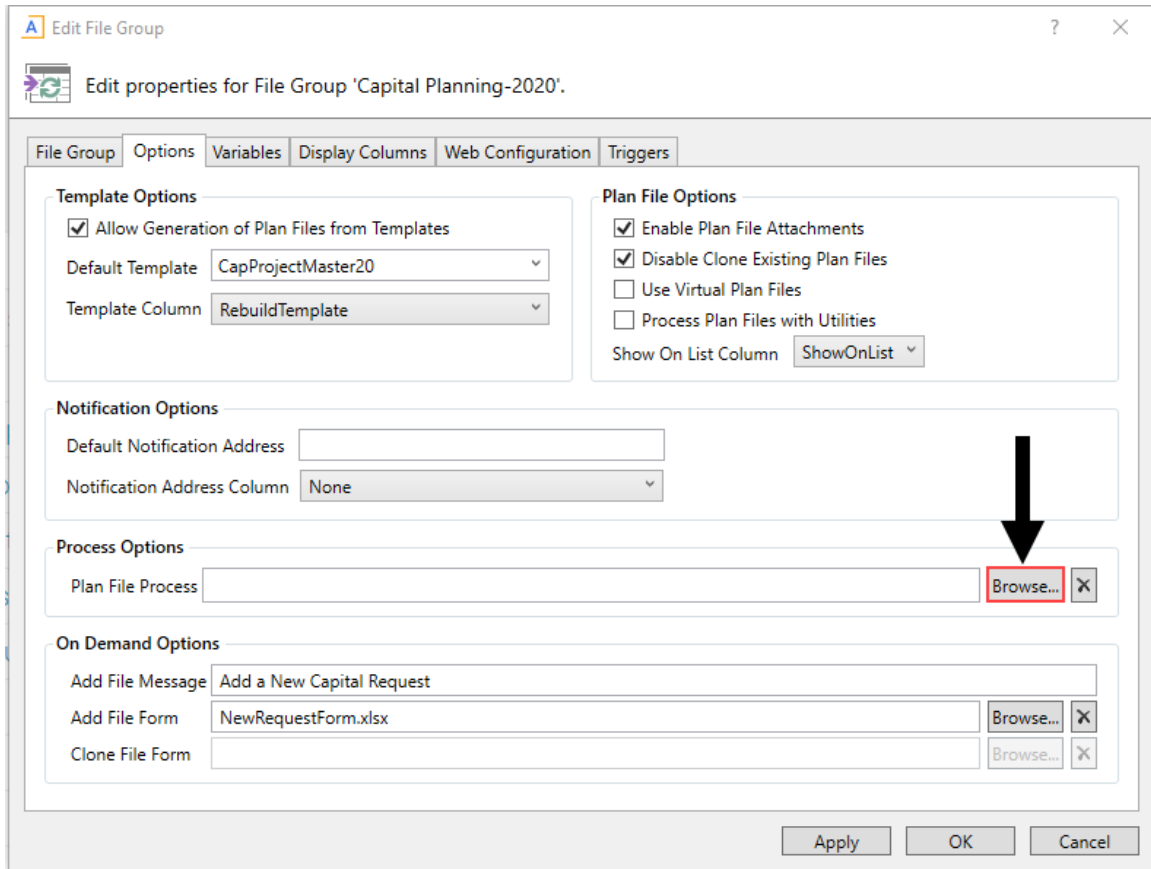 A Edit File Group ?
Edit properties for File Group 'Capital Planning-2020'.
File Group Options Variables Display Columns Web Configuration Triggers
Template Options
Allow Generation of Plan Files from Templates
Default Template CapProjectMaster20
Template Column RebuildTemplate
Plan File Options
Enable Plan File Attachments
Disable Clone Existing Plan Files
Use Virtual Plan Files
Process Plan Files with Utilities
Show On List Column ShowOnList
Notification Options
Default Notification Address
Notification Address Column None
Process Options
Plan File Process Browse...
On Demand Options
Add File Message Add a New Capital Request
Add File Form NewRequestForm.xlsx Browse...
Clone File Form Browse...
Apply OK Cancel